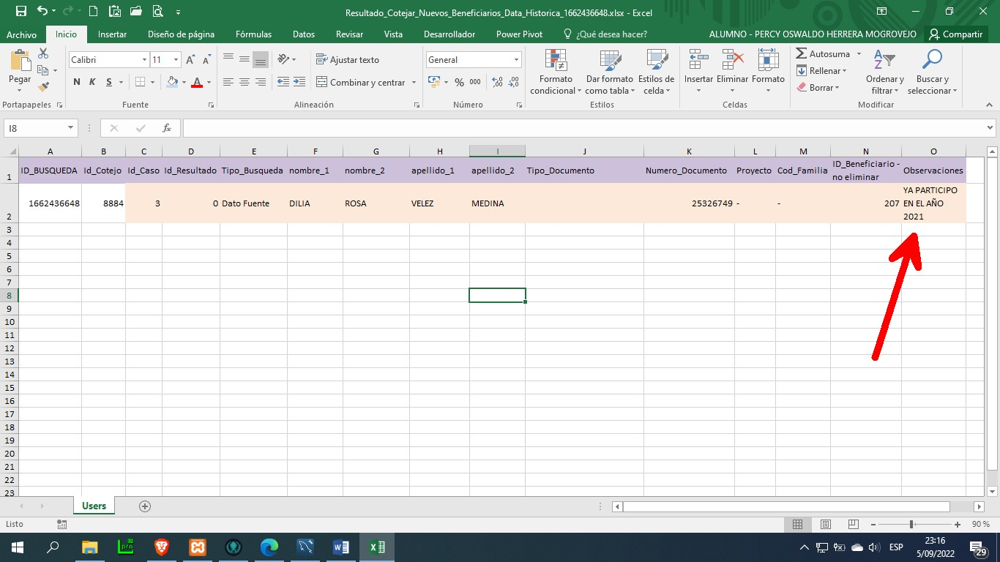 Resultado_Cotejar_Nuevos_Beneficiarios_Data_Historica_1662436648.xlsx - Excel
Archivo Inicio Insertar Diseño de página Fórmulas Datos Revisar Vista Desarrollador Power Pivot ¿Qué desea hacer? ALUMNO - PERCY OSWALDO HERRERA MOGROVEJO Compartir
Pegar
Calibri 11
N K S A
Ajustar texto
Combinar y centrar
General
% 000
Formato condicional
Dar formato como tabla
Estilos de celda
Insertar Eliminar Formato
Autosuma
Rellenar
Borrar
Ordenar y filtrar
Buscar y seleccionar
Portapapeles Fuente Alineación Número Estilos Celdas Modificar
I8 fx
A B C D E F G H I J K L M N O
1 ID_BUSQUEDA Id_Cotejo Id_Caso Id_Resultado Tipo_Busqueda nombre_1 nombre_2 apellido_1 apellido_2 Tipo_Documento Numero_Documento Proyecto Cod_Familia ID_Beneficiario - no eliminar Observaciones
2 1662436648 8884 3 0 Dato Fuente DILIA ROSA VELEZ MEDINA 25326749 - - 207 YA PARTICIPO EN EL AÑO 2021
3
4
5
6
7
8
9
10
11
12
13
14
15
16
17
18
19
20
21
22
23
Users
Listo 90 %
ESP 23:16
5/09/2022 29